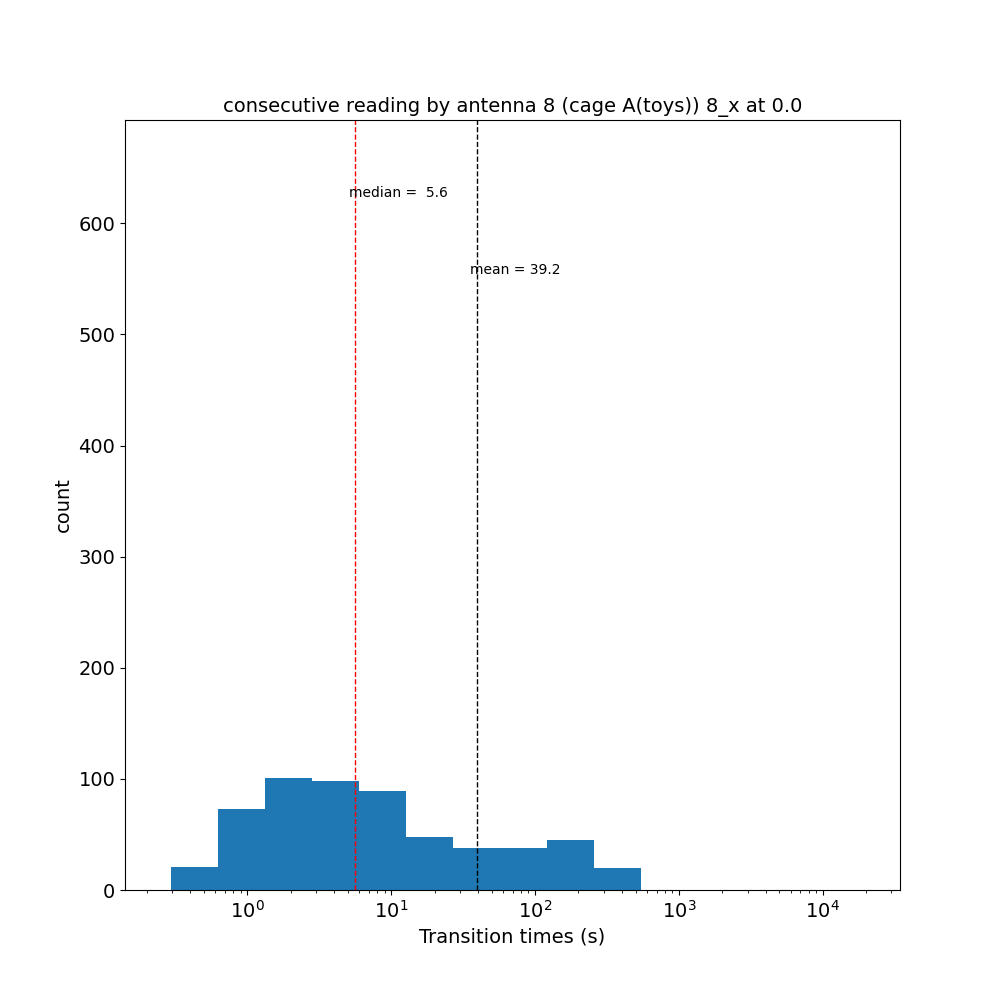 consecutive reading by antenna 8 (cage A(toys)) 8_x at 0.0
median =  5.6
mean = 39.2
600
500
400
300
200
100
0
count
10⁰ 10¹ 10² 10³ 10⁴
Transition times (s)